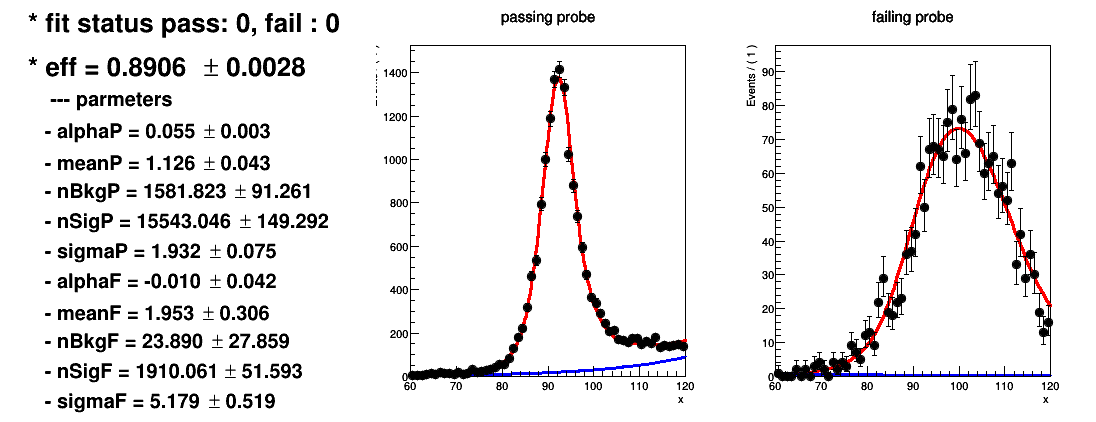 * fit status pass: 0, fail : 0
* eff = 0.8906 ± 0.0028
--- parmeters
- alphaP = 0.055 ± 0.003
- meanP = 1.126 ± 0.043
- nBkgP = 1581.823 ± 91.261
- nSigP = 15543.046 ± 149.292
- sigmaP = 1.932 ± 0.075
- alphaF = -0.010 ± 0.042
- meanF = 1.953 ± 0.306
- nBkgF = 23.890 ± 27.859
- nSigF = 1910.061 ± 51.593
- sigmaF = 5.179 ± 0.519
passing probe
1400
1200
1000
800
600
400
200
0
60 70 80 90 100 110 120
x
failing probe
Events / ( 1 )
90
80
70
60
50
40
30
20
10
0
60 70 80 90 100 110 120
x